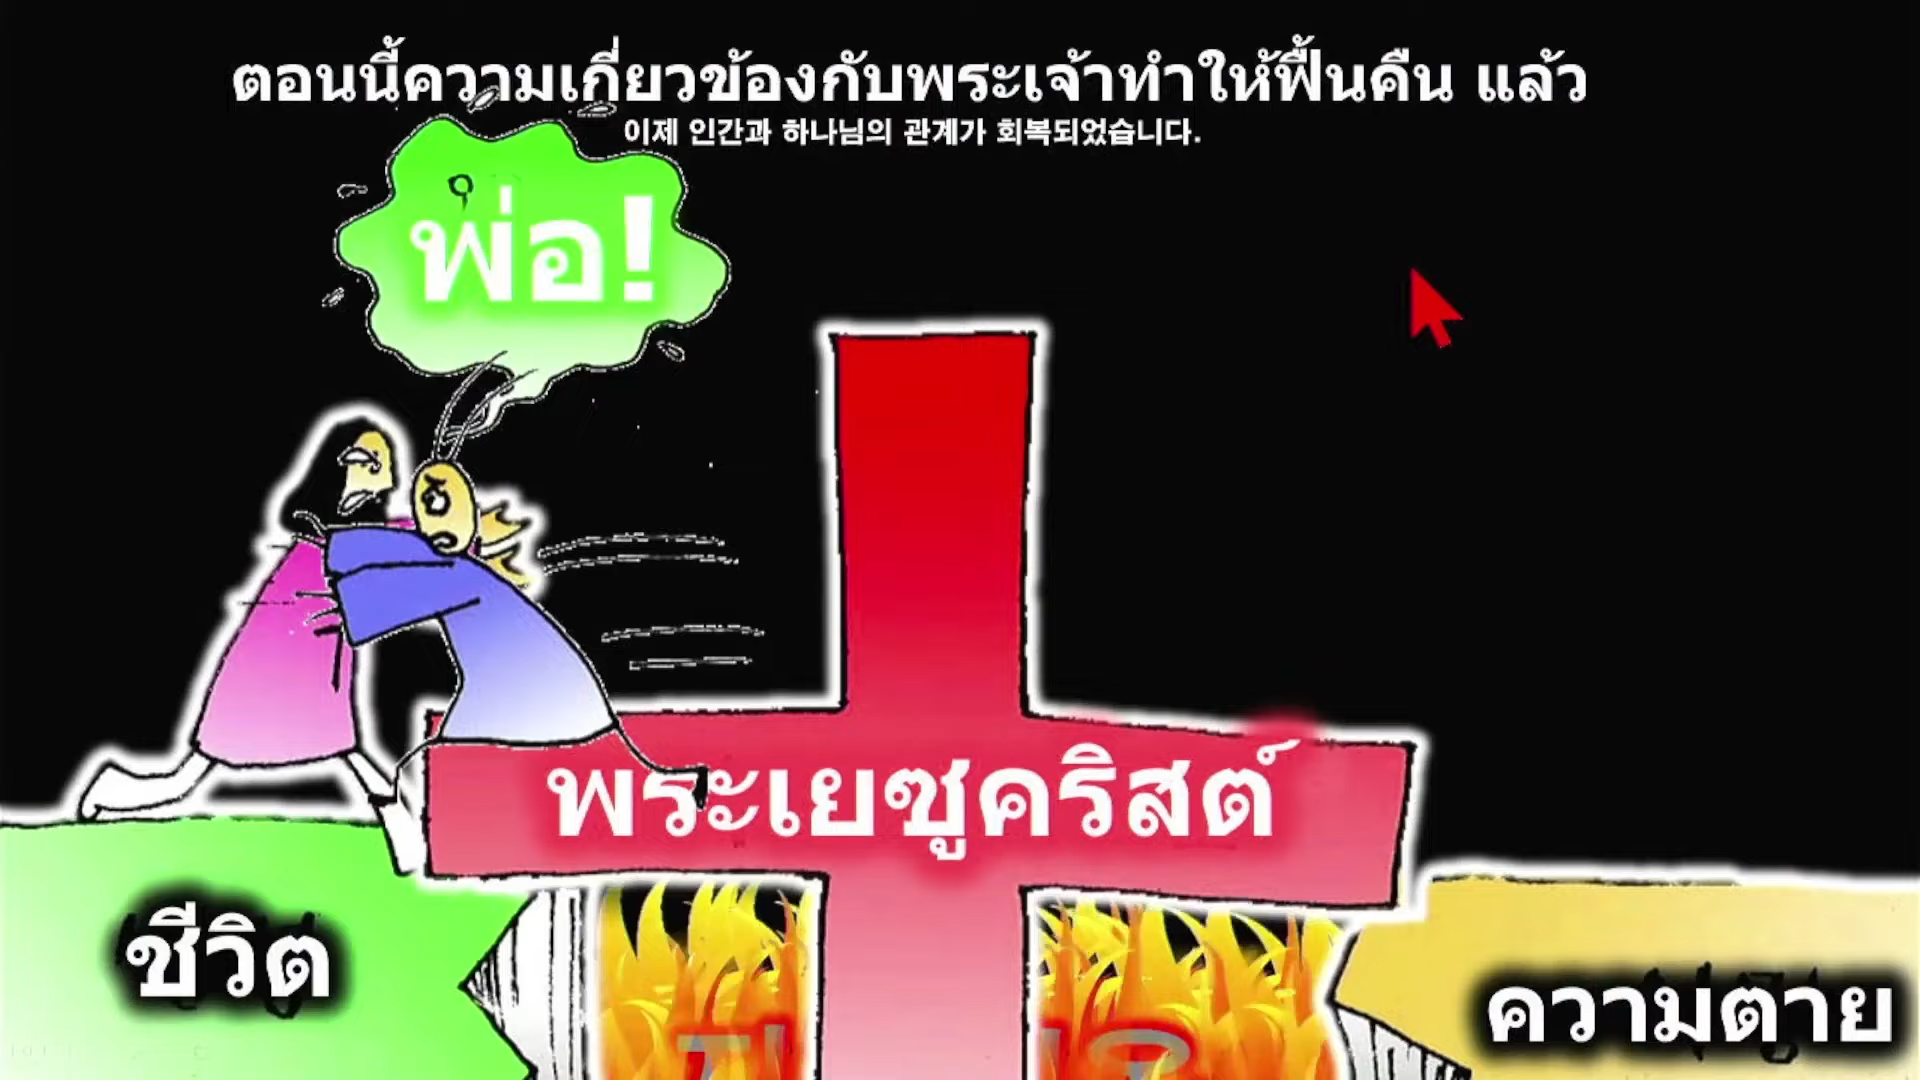 ตอนนี้ความเกี่ยวข้องกับพระเจ้าทำให้ฟื้นคืน แล้ว
이제 인간과 하나님의 관계가 회복되었습니다.
พ่อ!
พระเยซูคริสต์
ชีวิต
ความตาย